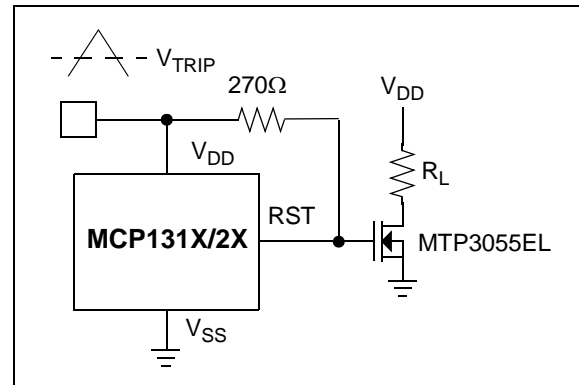 V_TRIP
270Ω
V_DD
V_DD
R_L
RST
MCP131X/2X
MTP3055EL
V_SS